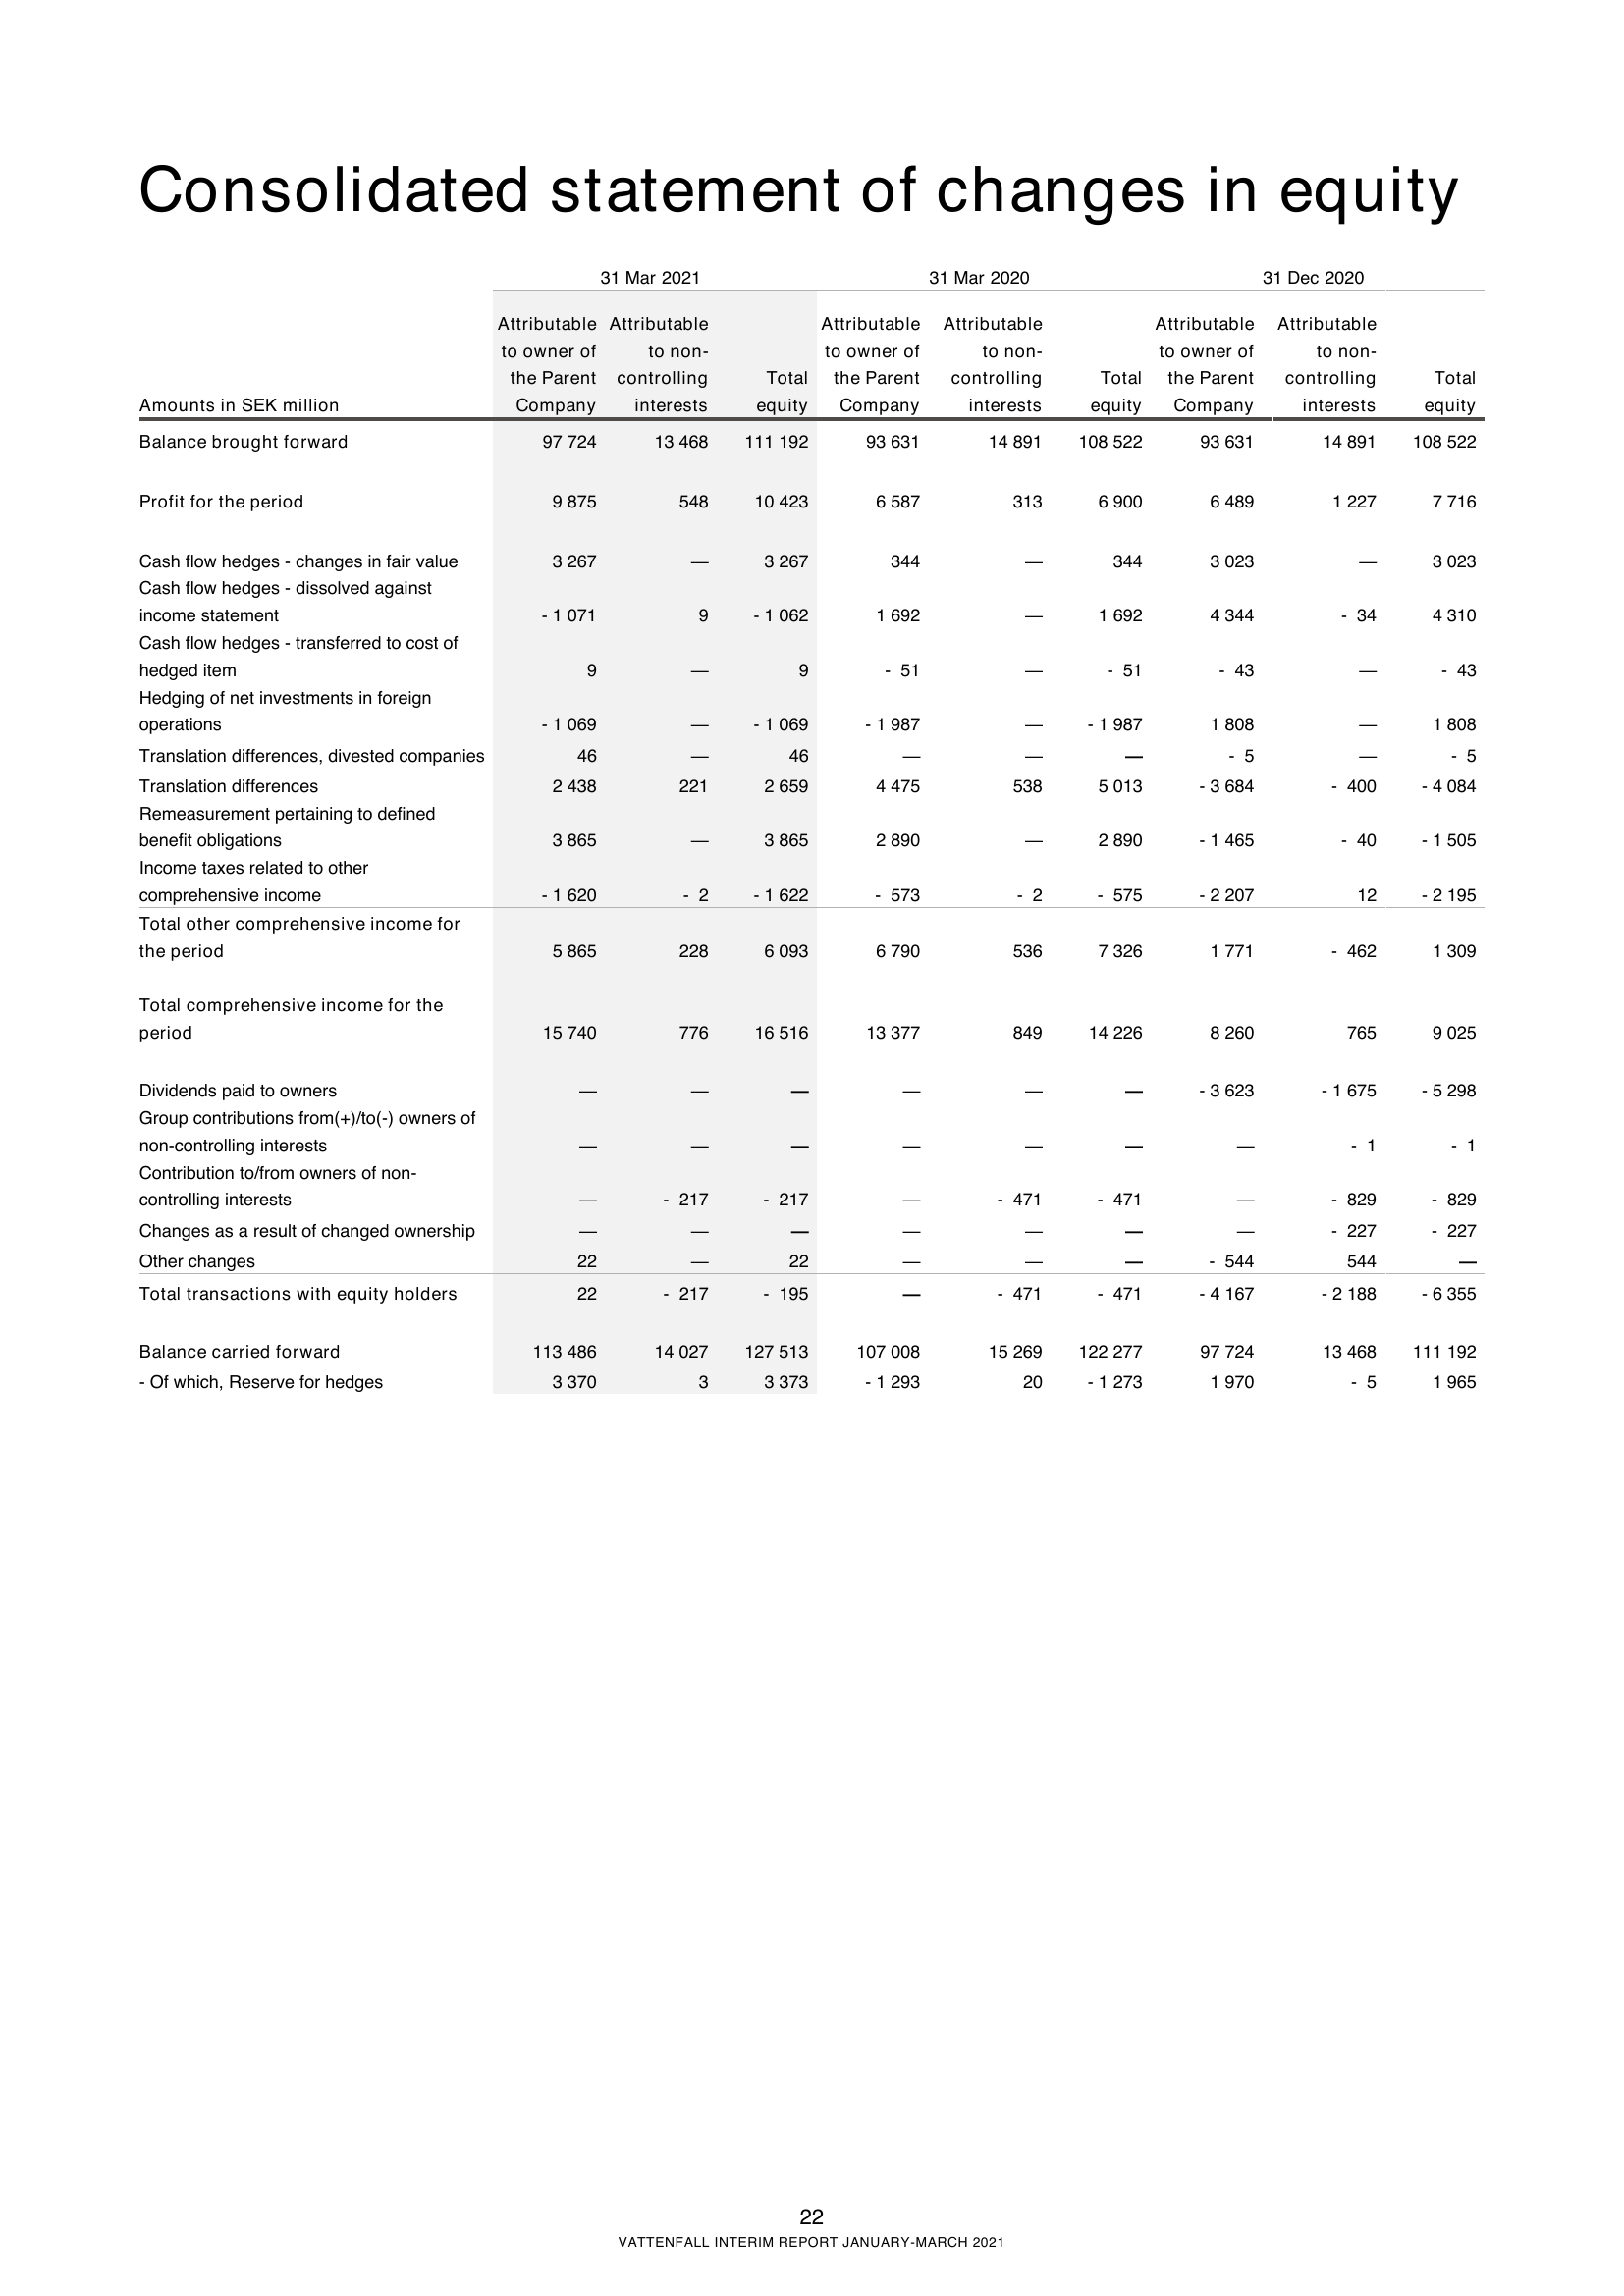 Consolidated statement of changes in equity
31 Mar 2021 31 Mar 2020 31 Dec 2020
Attributable Attributable Attributable Attributable Attributable Attributable
to owner of to non- to owner of to non- to owner of to non-
the Parent controlling Total the Parent controlling Total the Parent controlling Total
Amounts in SEK million Company interests equity Company interests equity Company interests equity
Balance brought forward 97 724 13 468 111 192 93 631 14 891 108 522 93 631 14 891 108 522
Profit for the period 9 875 548 10 423 6 587 313 6 900 6 489 1 227 7 716
Cash flow hedges - changes in fair value 3 267 — 3 267 344 — 344 3 023 — 3 023
Cash flow hedges - dissolved against
income statement - 1 071 9 - 1 062 1 692 — 1 692 4 344 - 34 4 310
Cash flow hedges - transferred to cost of
hedged item 9 — 9 - 51 — - 51 - 43 — - 43
Hedging of net investments in foreign
operations - 1 069 — - 1 069 - 1 987 — - 1 987 1 808 — 1 808
Translation differences, divested companies 46 — 46 — — — - 5 — - 5
Translation differences 2 438 221 2 659 4 475 538 5 013 - 3 684 - 400 - 4 084
Remeasurement pertaining to defined
benefit obligations 3 865 — 3 865 2 890 — 2 890 - 1 465 - 40 - 1 505
Income taxes related to other
comprehensive income - 1 620 - 2 - 1 622 - 573 - 2 - 575 - 2 207 12 - 2 195
Total other comprehensive income for
the period 5 865 228 6 093 6 790 536 7 326 1 771 - 462 1 309
Total comprehensive income for the
period 15 740 776 16 516 13 377 849 14 226 8 260 765 9 025
Dividends paid to owners — — — — — — - 3 623 - 1 675 - 5 298
Group contributions from(+)/to(-) owners of
non-controlling interests — — — — — — — - 1 - 1
Contribution to/from owners of non-
controlling interests — - 217 - 217 — - 471 - 471 — - 829 - 829
Changes as a result of changed ownership — — — — — — — - 227 - 227
Other changes 22 — 22 — — — - 544 544 —
Total transactions with equity holders 22 - 217 - 195 — - 471 - 471 - 4 167 - 2 188 - 6 355
Balance carried forward 113 486 14 027 127 513 107 008 15 269 122 277 97 724 13 468 111 192
- Of which, Reserve for hedges 3 370 3 3 373 - 1 293 20 - 1 273 1 970 - 5 1 965
22
VATTENFALL INTERIM REPORT JANUARY-MARCH 2021